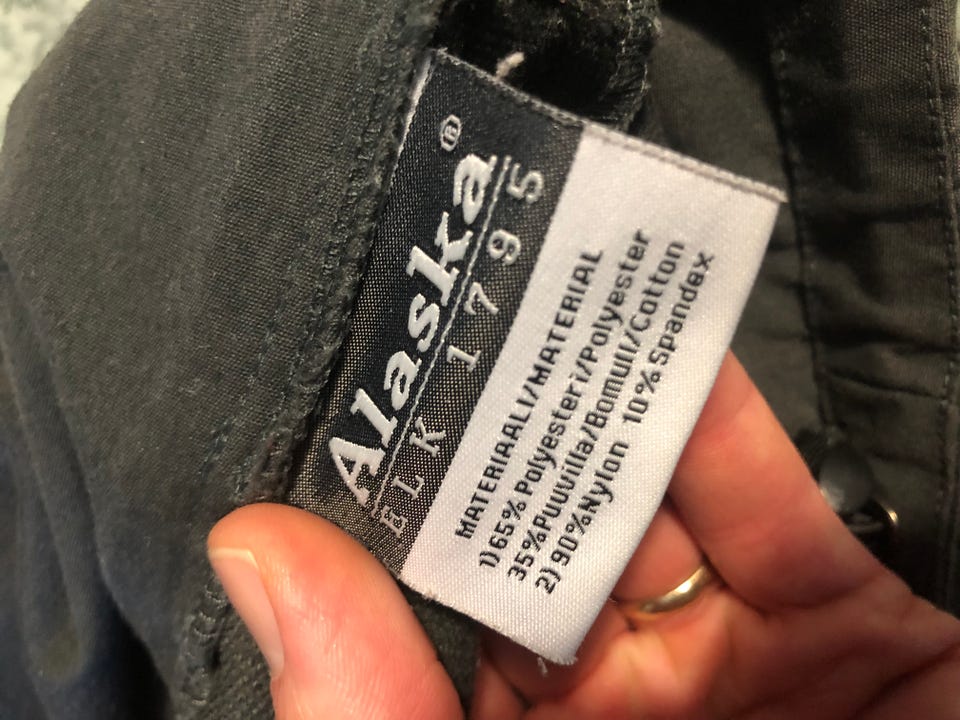 Alaska®
ELK 1795
MATERIAALI/MATERIAL
1) 65% Polyesteri/Polyester
35%Puuvilla/Bomull/Cotton
2) 90%Nylon 10%Spandex